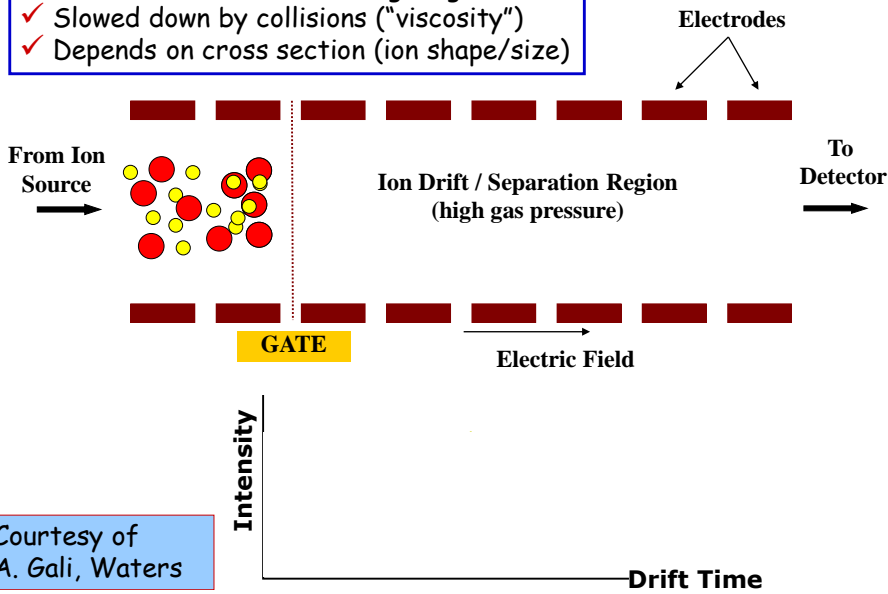 ✓ Slowed down by collisions (“viscosity”)
✓ Depends on cross section (ion shape/size)
Electrodes
From Ion
Source
Ion Drift / Separation Region
(high gas pressure)
To
Detector
GATE
Electric Field
Intensity
Courtesy of
A. Gali, Waters
Drift Time